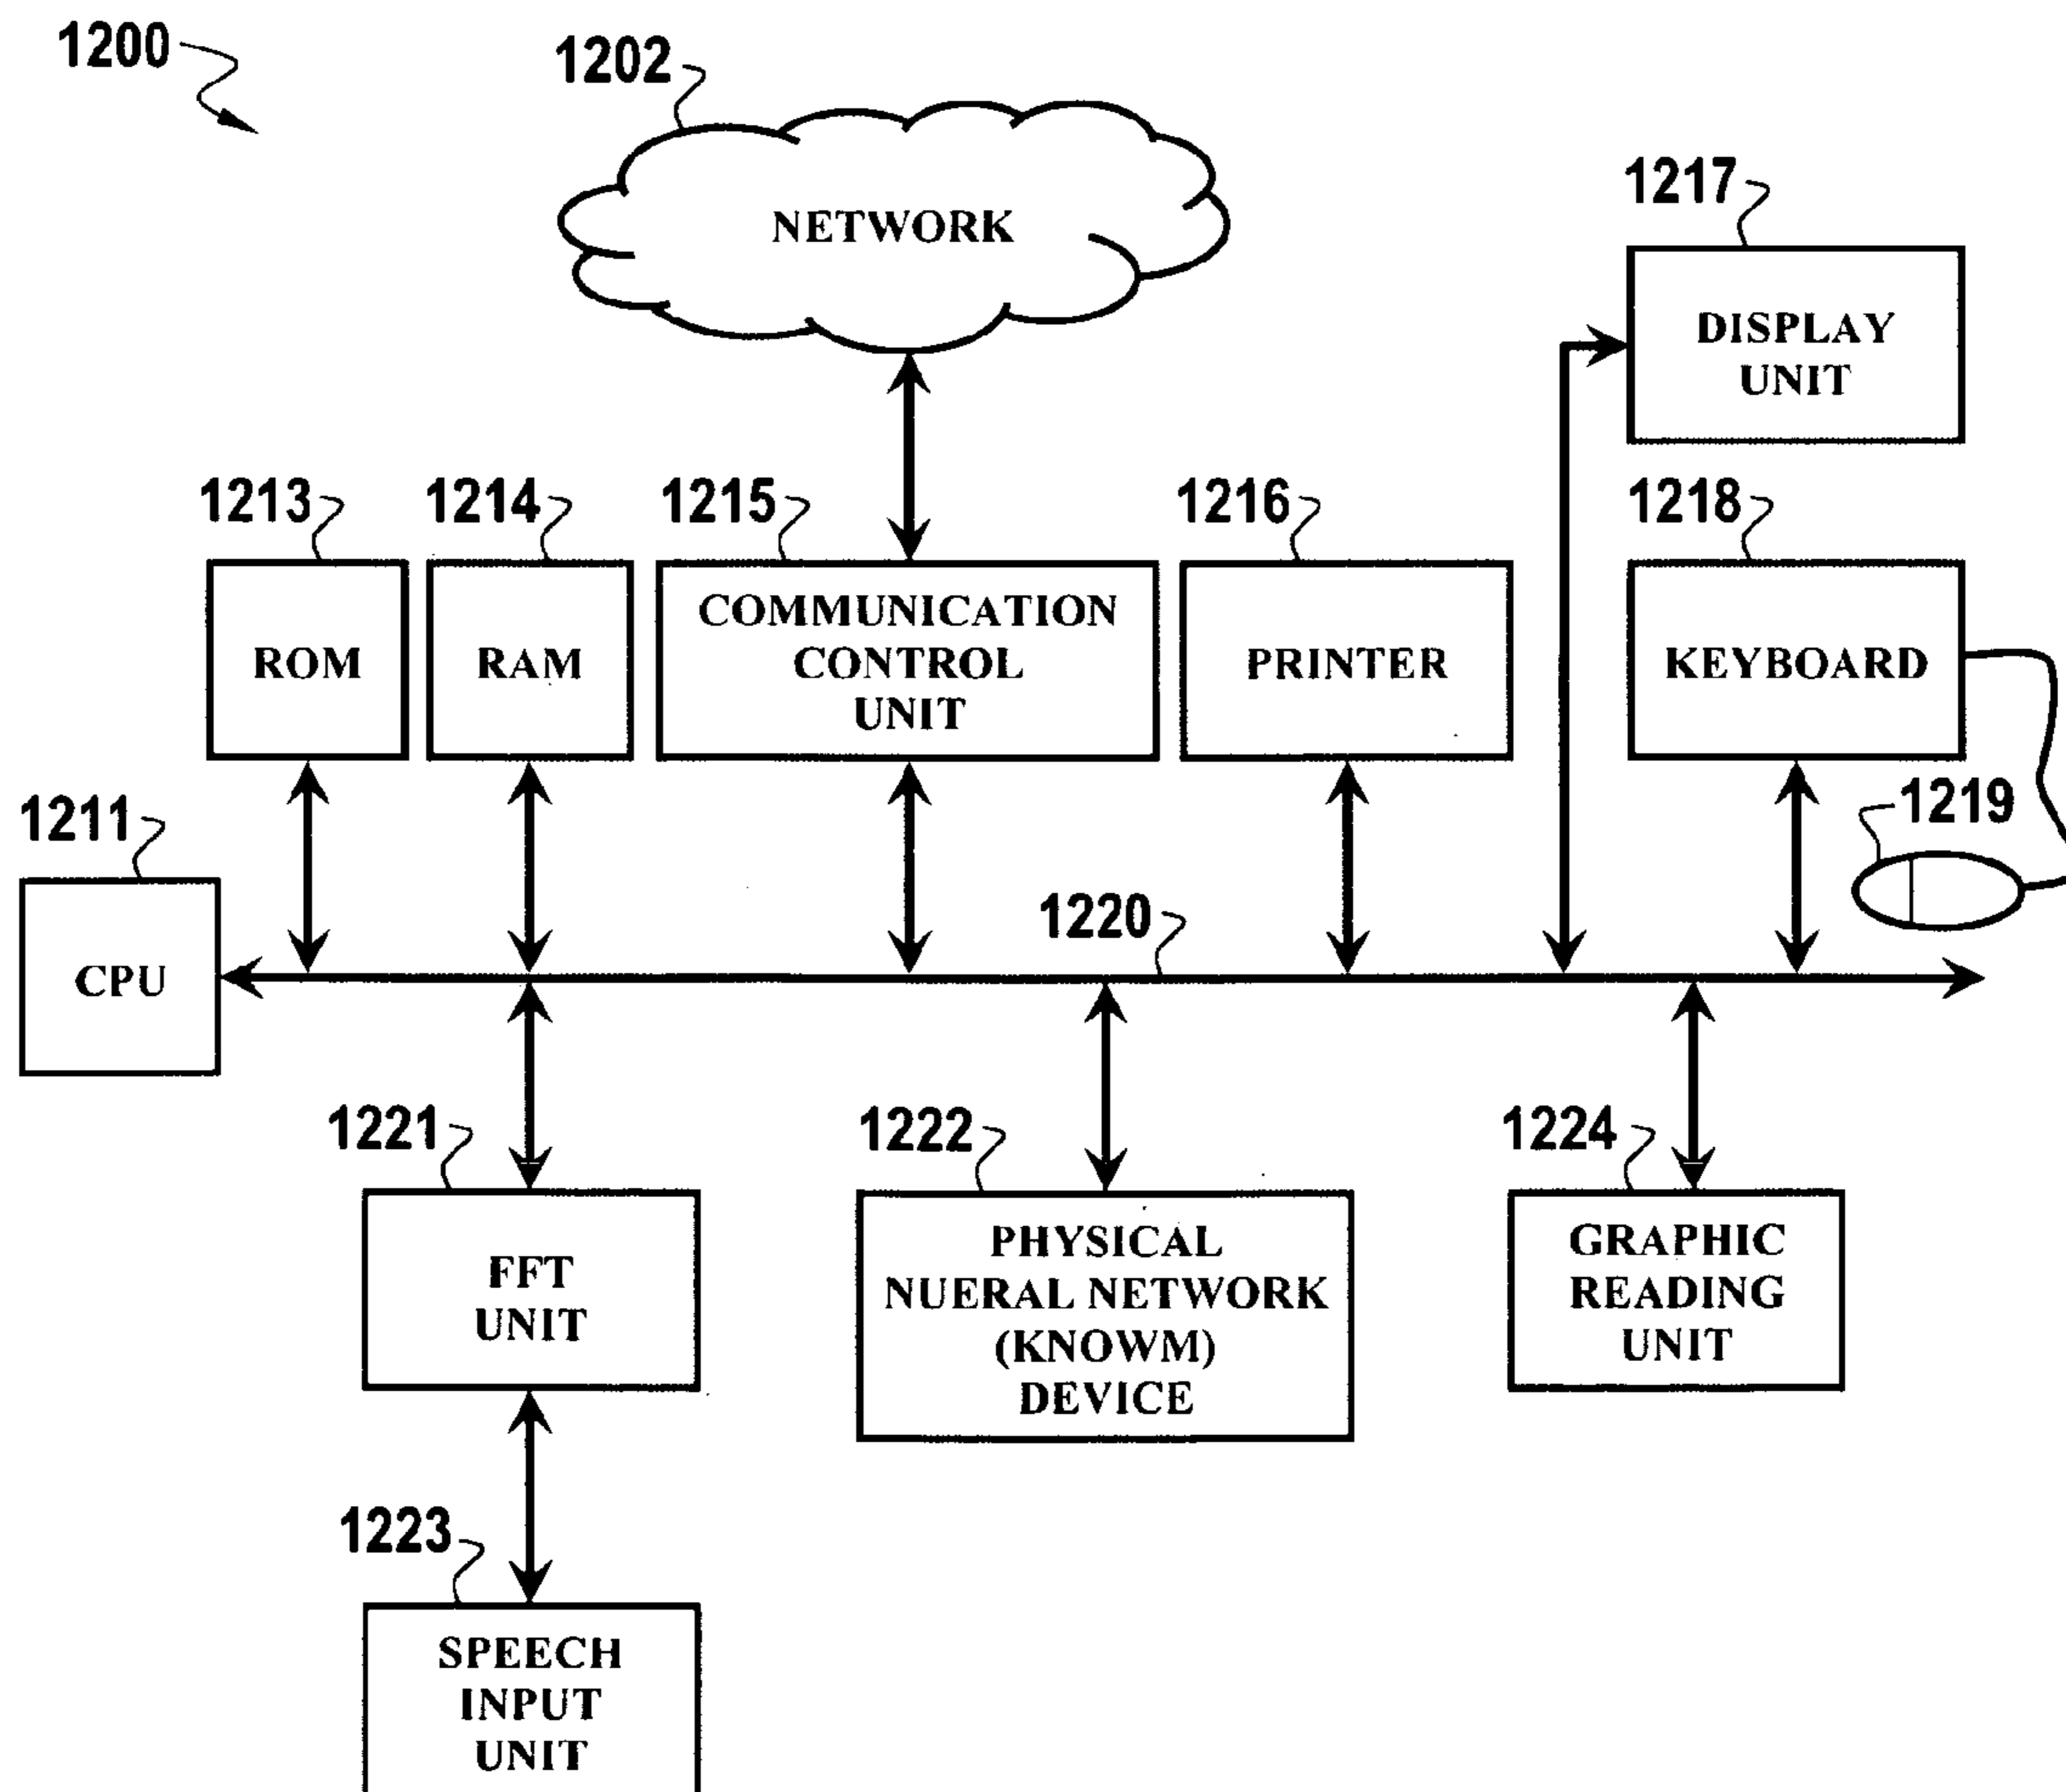 1200
1202
NETWORK
1217
DISPLAY
UNIT
1213
1214
1215
1216
1218
ROM
RAM
COMMUNICATION
CONTROL
UNIT
PRINTER
KEYBOARD
1211
1219
1220
CPU
1221
1222
1224
FFT
UNIT
PHYSICAL
NUERAL NETWORK
(KNOWM)
DEVICE
GRAPHIC
READING
UNIT
1223
SPEECH
INPUT
UNIT